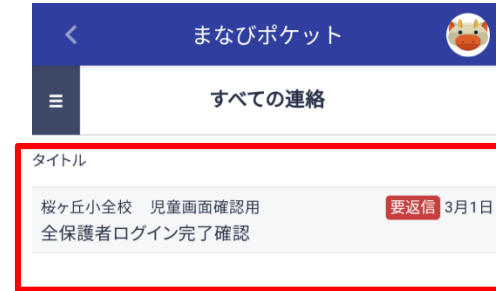 まなびポケット
すべての連絡
タイトル
桜ヶ丘小全校　児童画面確認用 要返信 3月1日
全保護者ログイン完了確認